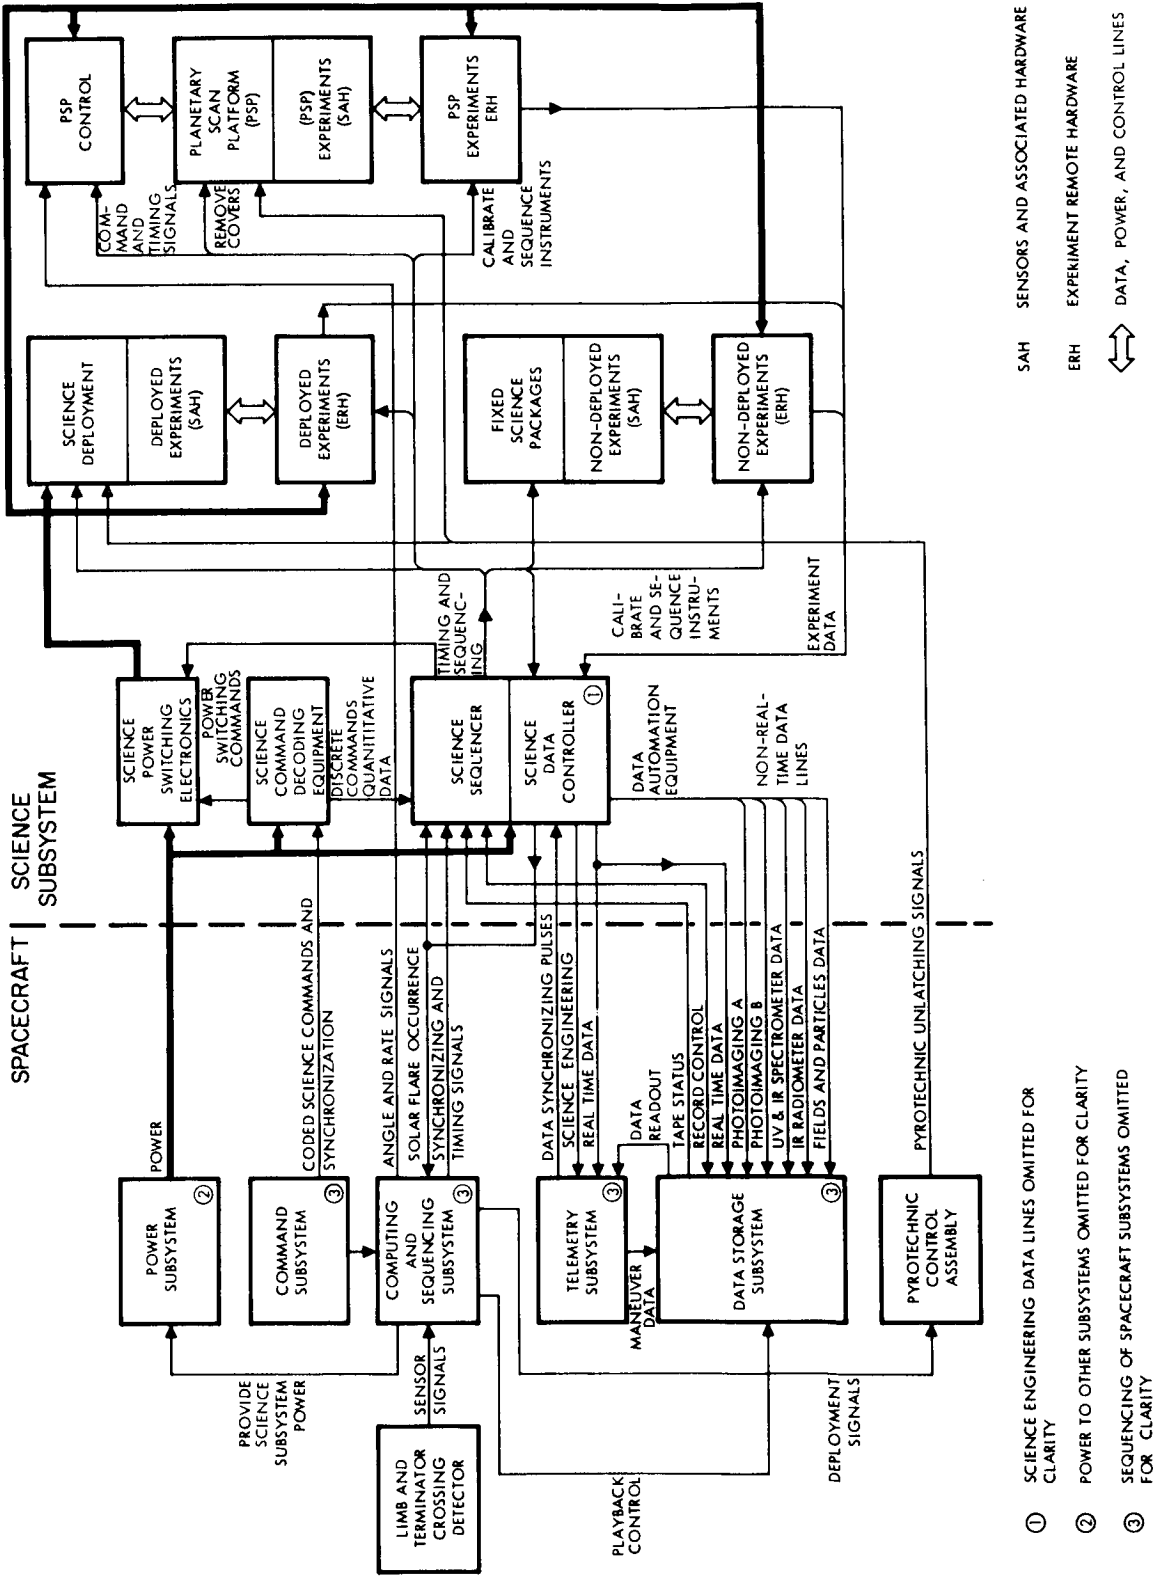 SPACECRAFT
SCIENCE
SUBSYSTEM
POWER
SUBSYSTEM
2
POWER
COMMAND
SUBSYSTEM
3
CODED SCIENCE COMMANDS AND
SYNCHRONIZATION
COMPUTING
AND
SEQUENCING
SUBSYSTEM
3
ANGLE AND RATE SIGNALS
SOLAR FLARE OCCURRENCE
SYNCHRONIZING AND
TIMING SIGNALS
PROVIDE
SCIENCE
SUBSYSTEM
POWER
SENSOR
SIGNALS
LIMB AND
TERMINATOR
CROSSING
DETECTOR
TELEMETRY
SUBSYSTEM
3
DATA SYNCHRONIZING PULSES
SCIENCE ENGINEERING
REAL TIME DATA
DATA
READOUT
MANEUVER
DATA
DATA STORAGE
SUBSYSTEM
3
TAPE STATUS
RECORD CONTROL
REAL TIME DATA
PHOTOIMAGING A
PHOTOIMAGING B
UV & IR SPECTROMETER DATA
IR RADIOMETER DATA
FIELDS AND PARTICLES DATA
PLAYBACK
CONTROL
DEPLOYMENT
SIGNALS
PYROTECHNIC
CONTROL
ASSEMBLY
PYROTECHNIC UNLATCHING SIGNALS
SCIENCE
POWER
SWITCHING
ELECTRONICS
POWER
SWITCHING
COMMANDS
SCIENCE
COMMAND
DECODING
EQUIPMENT
DISCRETE
COMMANDS
QUANITITATIVE
DATA
SCIENCE
SEQUENCER
SCIENCE
DATA
CONTROLLER
1
DATA
AUTOMATION
EQUIPMENT
NON-REAL-
TIME DATA
LINES
TIMING AND
SEQUENC-
ING
CALI-
BRATE
AND SE-
QUENCE
INSTRU-
MENTS
EXPERIMENT
DATA
SCIENCE
DEPLOYMENT
DEPLOYED
EXPERIMENTS
(SAH)
DEPLOYED
EXPERIMENTS
(ERH)
FIXED
SCIENCE
PACKAGES
NON-DEPLOYED
EXPERIMENTS
(SAH)
NON-DEPLOYED
EXPERIMENTS
(ERH)
PSP
CONTROL
COM-
MAND
AND
TIMING
SIGNALS
PLANETARY
SCAN
PLATFORM
(PSP)
(PSP)
EXPERIMENTS
(SAH)
REMOVE
COVERS
PSP
EXPERIMENTS
ERH
CALIBRATE
AND
SEQUENCE
INSTRUMENTS
1 SCIENCE ENGINEERING DATA LINES OMITTED FOR
CLARITY
2 POWER TO OTHER SUBSYSTEMS OMITTED FOR CLARITY
3 SEQUENCING OF SPACECRAFT SUBSYSTEMS OMITTED
FOR CLARITY
SAH SENSORS AND ASSOCIATED HARDWARE
ERH EXPERIMENT REMOTE HARDWARE
DATA, POWER, AND CONTROL LINES